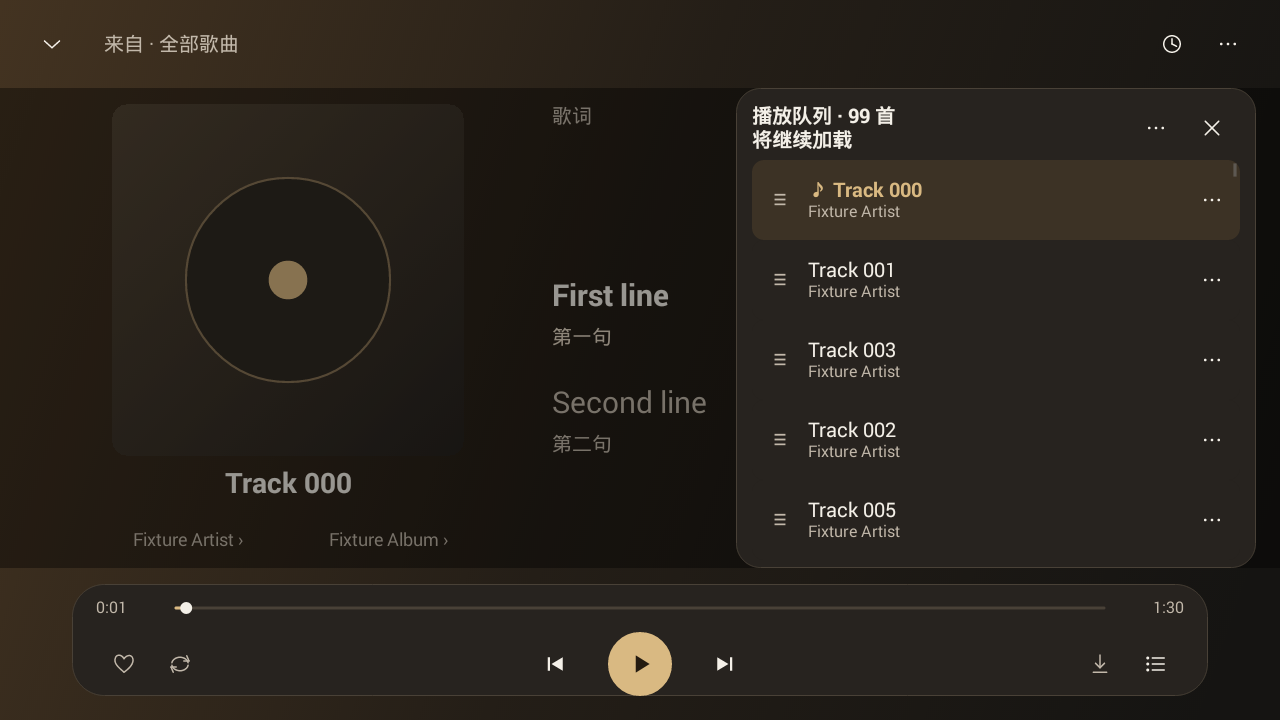 来自 · 全部歌曲
歌词
First line
第一句
Second line
第二句
Track 000
Fixture Artist ›
Fixture Album ›
播放队列 · 99 首
将继续加载
Track 000
Fixture Artist
Track 001
Fixture Artist
Track 003
Fixture Artist
Track 002
Fixture Artist
Track 005
Fixture Artist
0:01
1:30